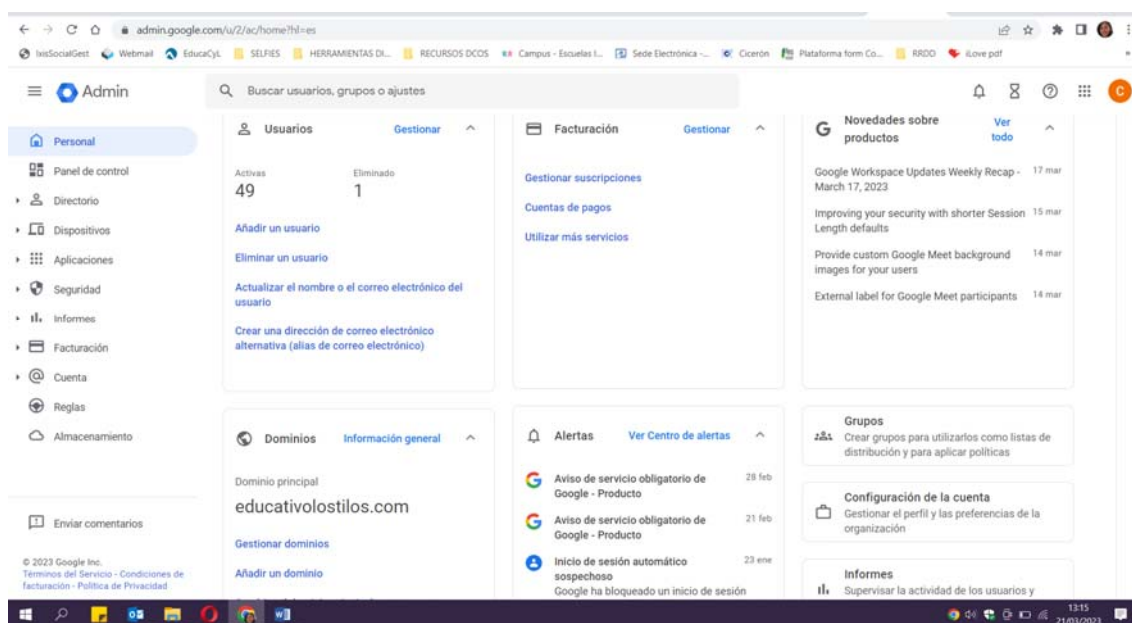 admin.google.com/u/2/ac/home?hl=es
IxisSocialGest Webmail EducaCyL SELFIES HERRAMIENTAS DI... RECURSOS DCOS Campus - Escuelas I... Sede Electrónica -... Cicerón Plataforma form Co... RRDD iLove pdf »
Admin
Buscar usuarios, grupos o ajustes
C
Personal
Panel de control
Directorio
Dispositivos
Aplicaciones
Seguridad
Informes
Facturación
Cuenta
Reglas
Almacenamiento
Enviar comentarios
© 2023 Google Inc.
Términos del Servicio - Condiciones de
facturación - Política de Privacidad
Usuarios Gestionar
Activas Eliminado
49 1
Añadir un usuario
Eliminar un usuario
Actualizar el nombre o el correo electrónico del
usuario
Crear una dirección de correo electrónico
alternativa (alias de correo electrónico)
Facturación Gestionar
Gestionar suscripciones
Cuentas de pagos
Utilizar más servicios
Novedades sobre
productos
Ver
todo
Google Workspace Updates Weekly Recap - 17 mar
March 17, 2023
Improving your security with shorter Session 15 mar
Length defaults
Provide custom Google Meet background 14 mar
images for your users
External label for Google Meet participants 14 mar
Dominios Información general
Dominio principal
educativolostilos.com
Gestionar dominios
Añadir un dominio
Alertas Ver Centro de alertas
Aviso de servicio obligatorio de 28 feb
Google - Producto
Aviso de servicio obligatorio de 21 feb
Google - Producto
Inicio de sesión automático 23 ene
sospechoso
Google ha bloqueado un inicio de sesión
Grupos
Crear grupos para utilizarlos como listas de
distribución y para aplicar políticas
Configuración de la cuenta
Gestionar el perfil y las preferencias de la
organización
Informes
Supervisar la actividad de los usuarios y
13:15
21/03/2023